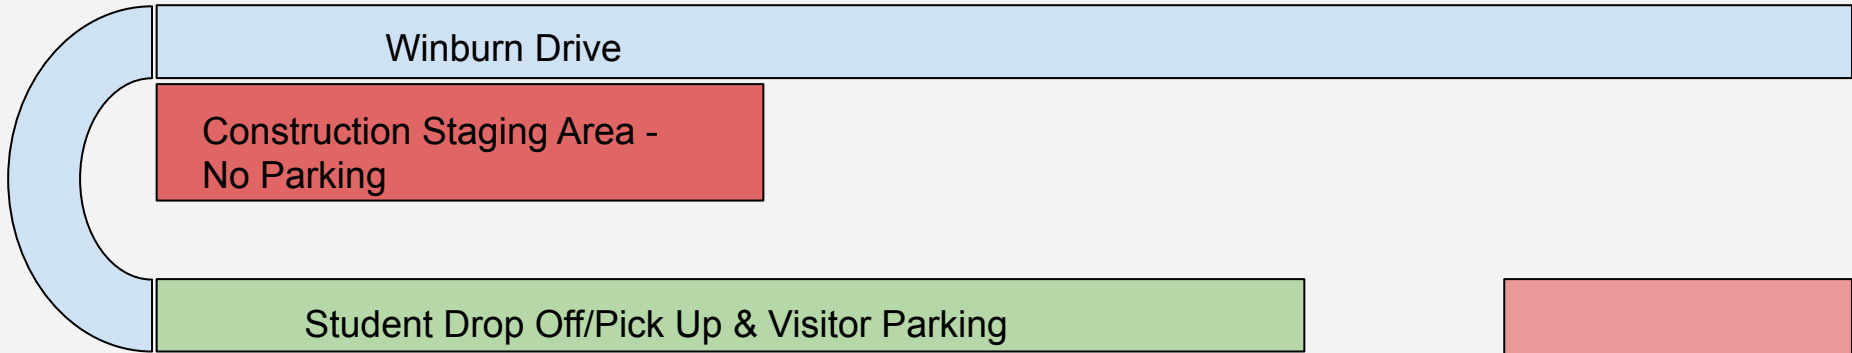 Winburn Drive
Construction Staging Area -
No Parking
Student Drop Off/Pick Up & Visitor Parking